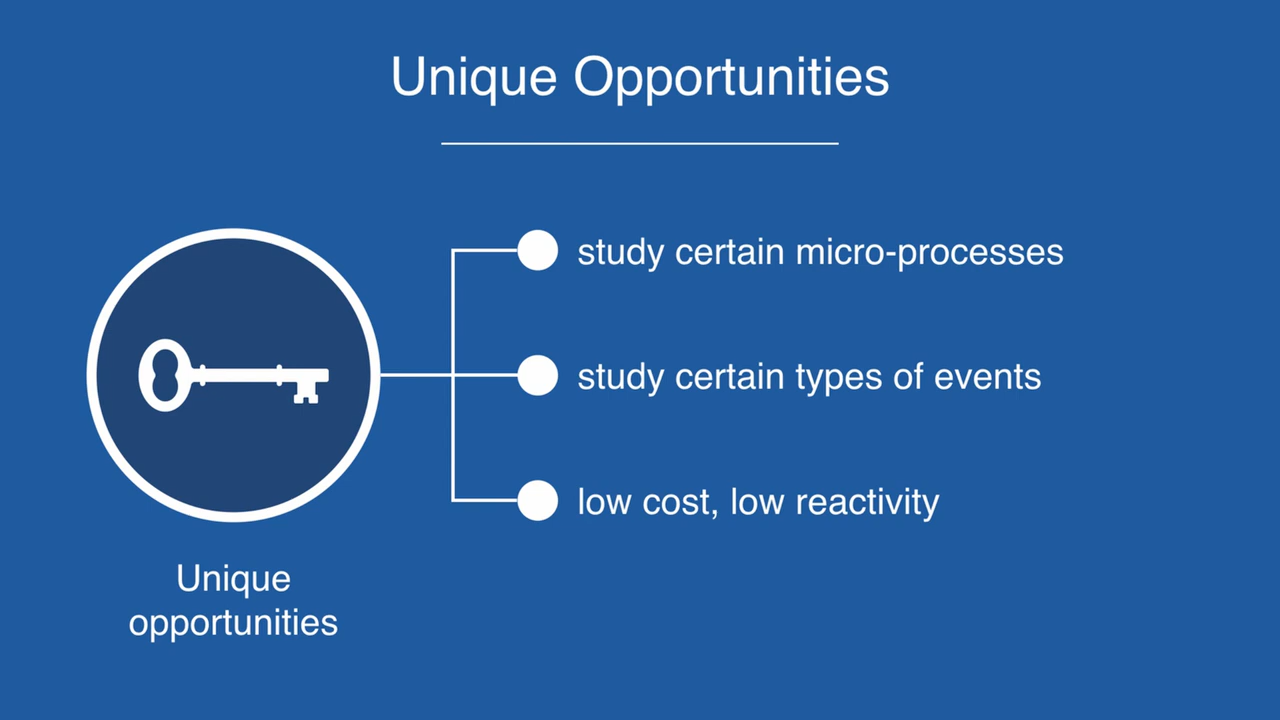 Unique Opportunities
study certain micro-processes
study certain types of events
low cost, low reactivity
Unique
opportunities